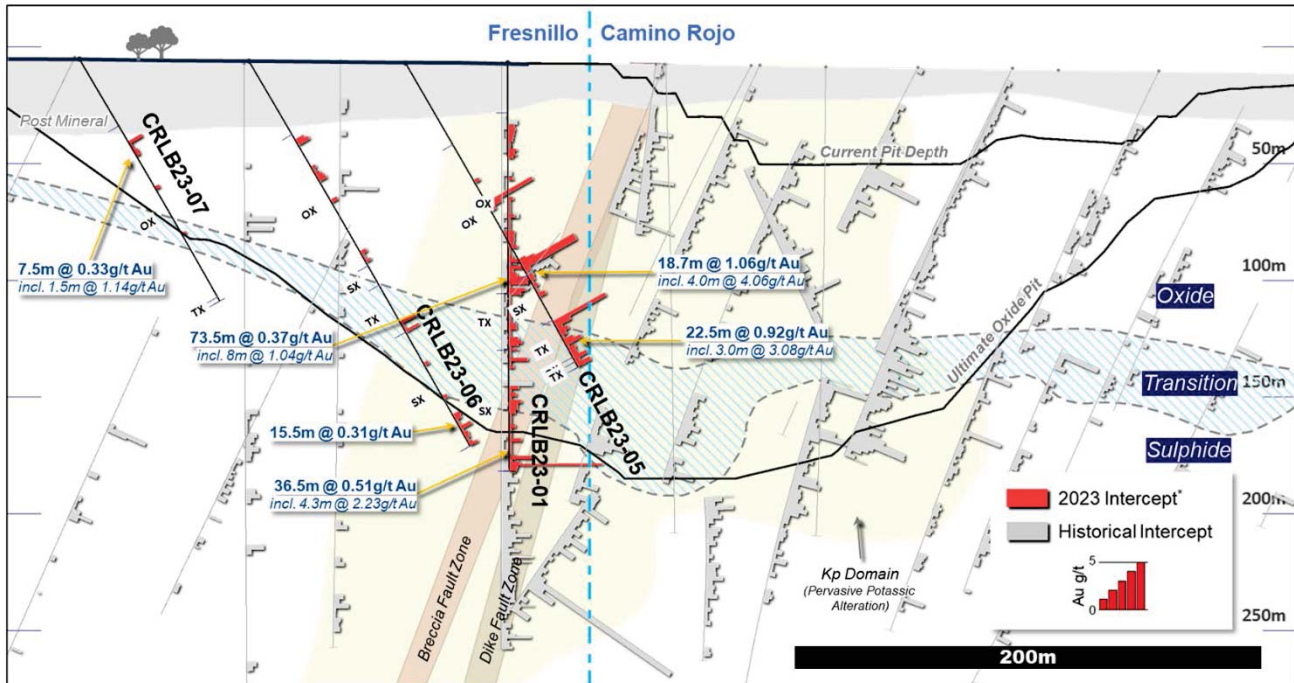 Fresnillo
Camino Rojo
Post Mineral
CRLB23-07
OX
TX
7.5m @ 0.33g/t Au
incl. 1.5m @ 1.14g/t Au
OX
SX
TX
SX
CRLB23-06
73.5m @ 0.37g/t Au
incl. 8m @ 1.04g/t Au
15.5m @ 0.31g/t Au
36.5m @ 0.51g/t Au
incl. 4.3m @ 2.23g/t Au
OX
OX
TX
SX
SX
TX
TX
CRLB23-01
CRLB23-05
18.7m @ 1.06g/t Au
incl. 4.0m @ 4.06g/t Au
22.5m @ 0.92g/t Au
incl. 3.0m @ 3.08g/t Au
Breccia Fault Zone
Dike Fault Zone
Current Pit Depth
Ultimate Oxide Pit
50m
100m
Oxide
Transition
150m
Sulphide
200m
250m
Kp Domain
(Pervasive Potassic
Alteration)
2023 Intercept*
Historical Intercept
Au g/t
5
0
200m